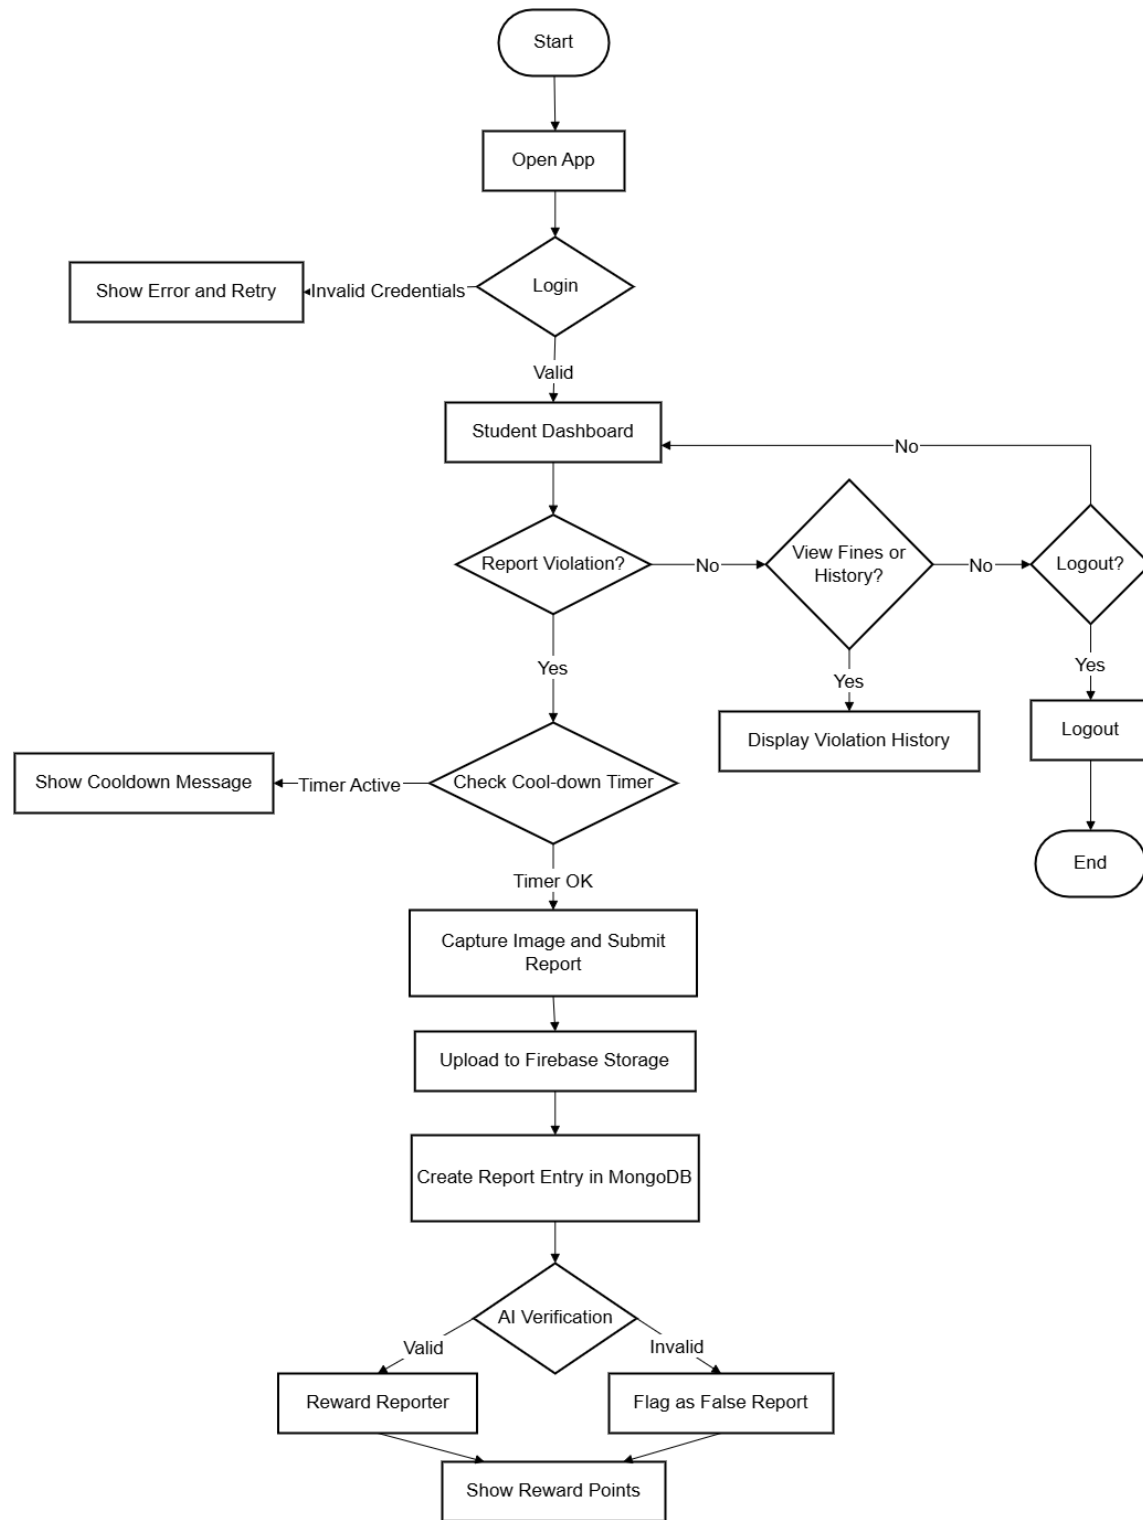 Start
Open App
Login
Invalid Credentials
Show Error and Retry
Valid
Student Dashboard
No
Report Violation?
No
View Fines or
History?
No
Logout?
Yes
Yes
Yes
Display Violation History
Logout
Check Cool-down Timer
Timer Active
Show Cooldown Message
End
Timer OK
Capture Image and Submit
Report
Upload to Firebase Storage
Create Report Entry in MongoDB
AI Verification
Valid
Invalid
Reward Reporter
Flag as False Report
Show Reward Points